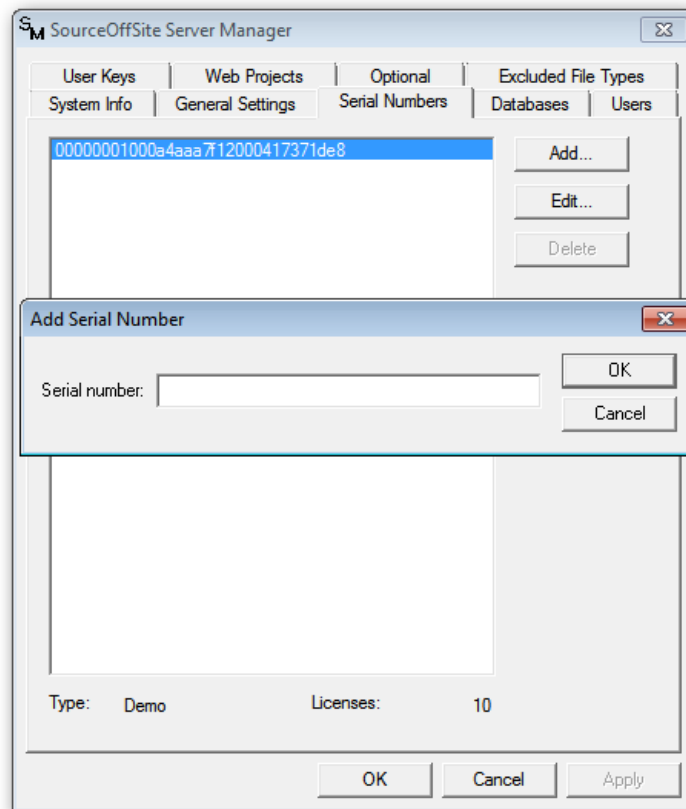 SM SourceOffSite Server Manager
User Keys Web Projects Optional Excluded File Types
System Info General Settings Serial Numbers Databases Users
00000001000a4aaa7f12000417371de8
Add...
Edit...
Delete
Add Serial Number
Serial number:
OK
Cancel
Type: Demo Licenses: 10
OK Cancel Apply